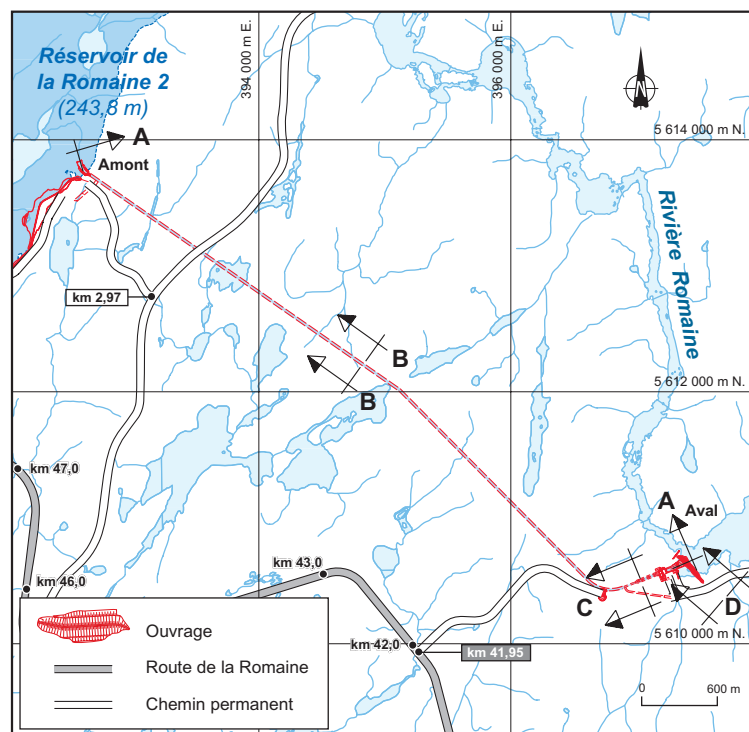 Réservoir de
la Romaine 2
(243,8 m)
394 000 m E.
396 000 m E.
N
5 614 000 m N.
A
Amont
Rivière Romaine
km 2,97
B
B
5 612 000 m N.
km 47,0
A
Aval
km 43,0
km 46,0
C
D
5 610 000 m N.
Ouvrage
km 42,0
km 41,95
Route de la Romaine
Chemin permanent
0
600 m